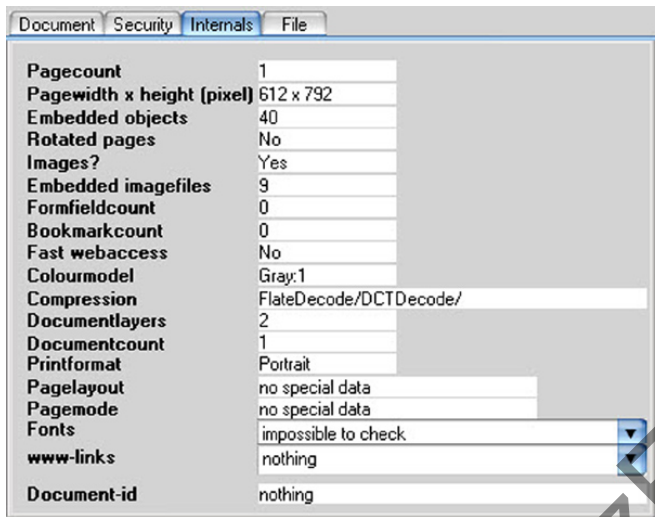 Document Security Internals File
Pagecount 1
Pagewidth x height (pixel) 612 x 792
Embedded objects 40
Rotated pages No
Images? Yes
Embedded imagefiles 9
Formfieldcount 0
Bookmarkcount 0
Fast webaccess No
Colourmodel Gray:1
Compression FlateDecode/DCTDecode/
Documentlayers 2
Documentcount 1
Printformat Portrait
Pagelayout no special data
Pagemode no special data
Fonts impossible to check
www-links nothing
Document-id nothing